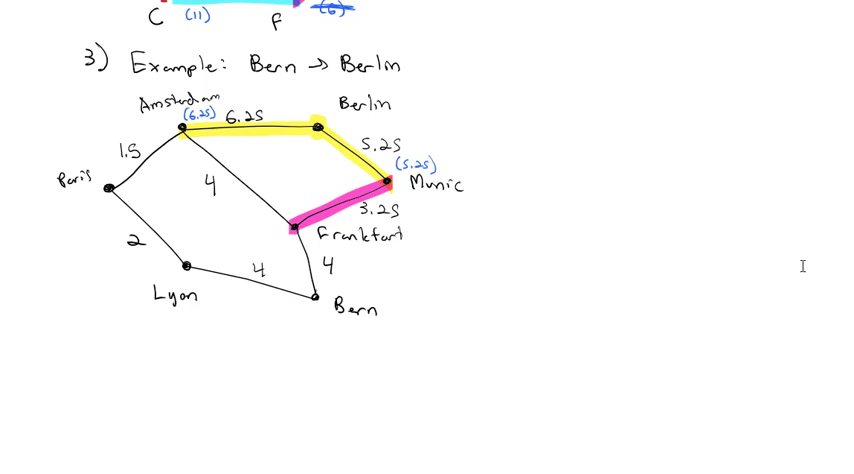 C (11) F (6)
3) Example: Bern → Berlin
Amsterdam
Berlin
(6.25) 6.25
1.5
5.25
(5.25)
Paris
4
Munic
3.25
2
Frankfurt
4
4
Lyon
Bern